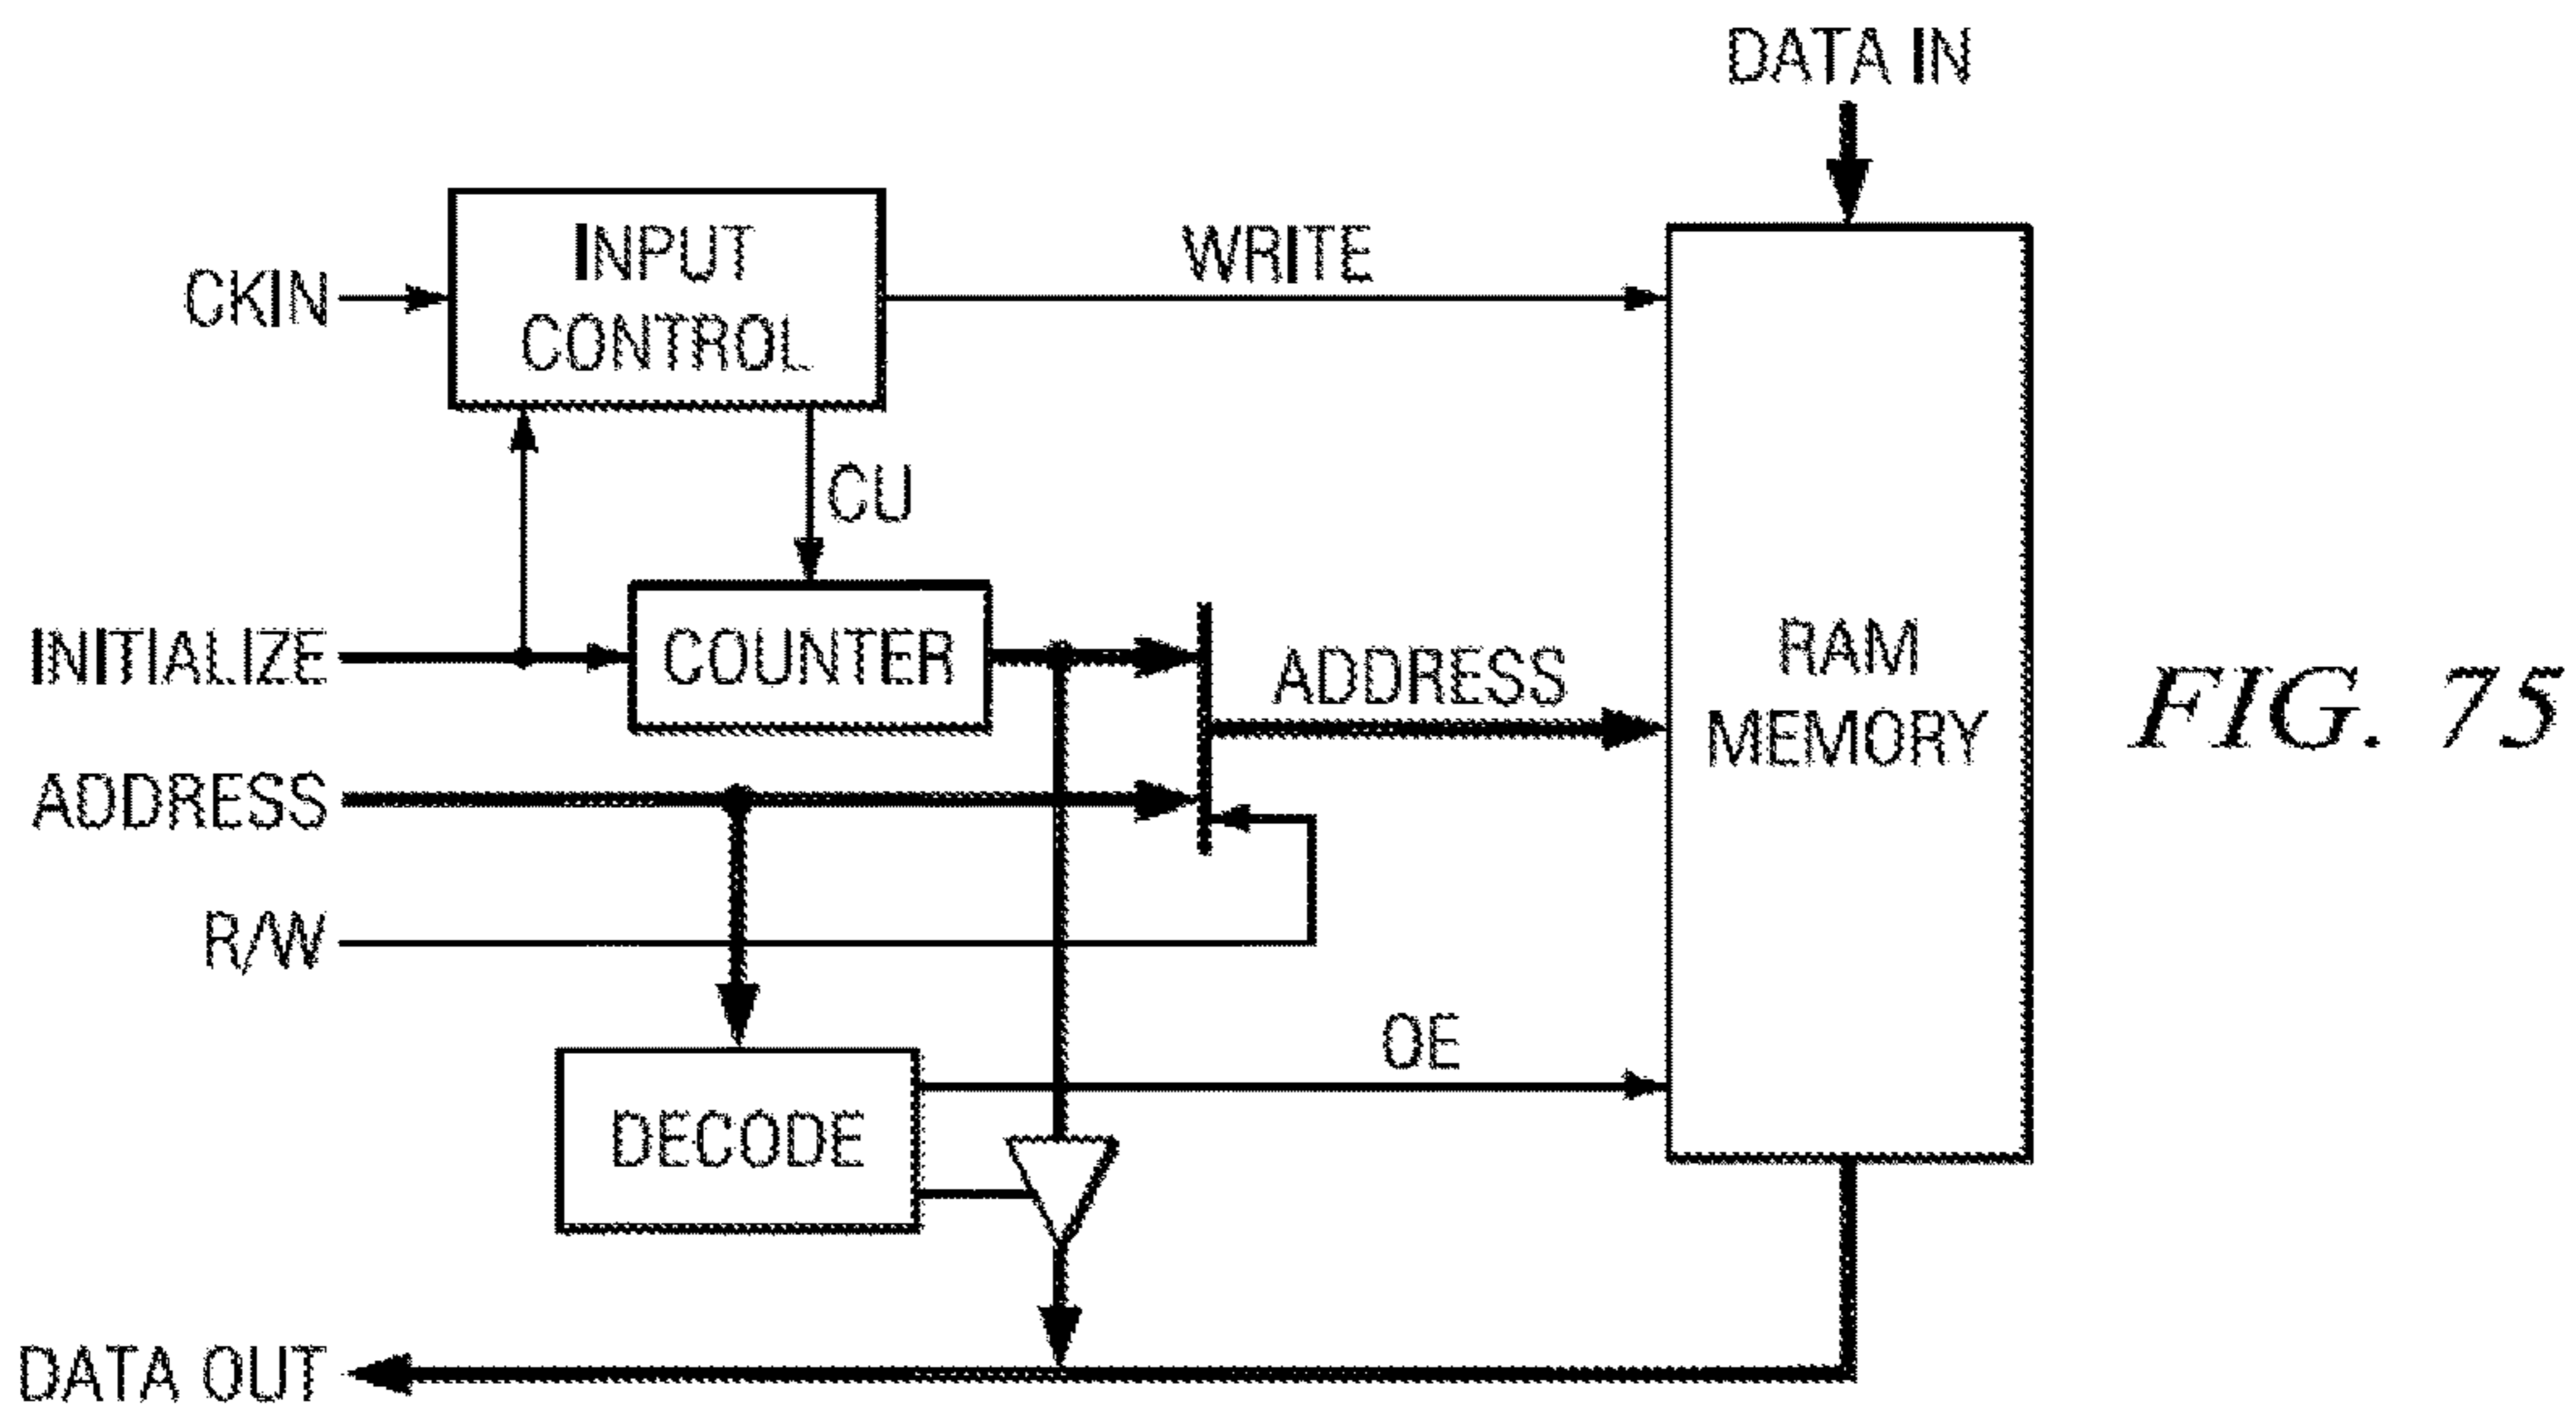 DATA IN
INPUT
CONTROL
WRITE
CKIN
CU
INITIALIZE
COUNTER
ADDRESS
RAM
MEMORY
FIG. 75
ADDRESS
R/W
OE
DECODE
DATA OUT